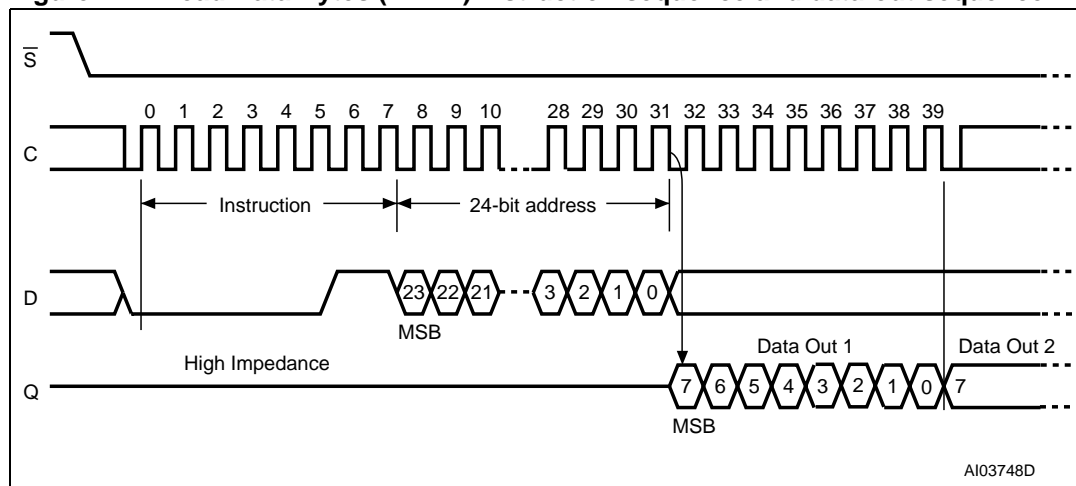 S
0 1 2 3 4 5 6 7 8 9 10 28 29 30 31 32 33 34 35 36 37 38 39
C
Instruction 24-bit address
D 23 22 21 3 2 1 0
MSB
High Impedance Data Out 1 Data Out 2
Q 7 6 5 4 3 2 1 0 7
MSB
AI03748D